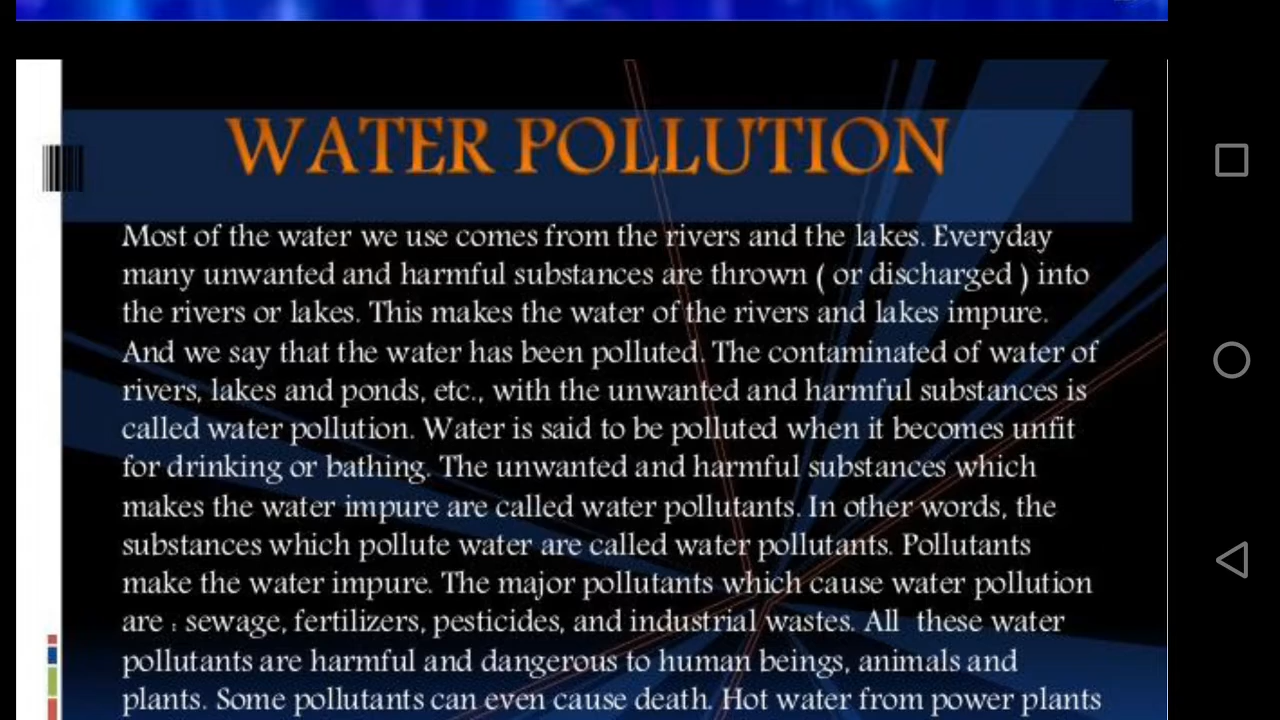 WATER POLLUTION
Most of the water we use comes from the rivers and the lakes. Everyday
many unwanted and harmful substances are thrown ( or discharged ) into
the rivers or lakes. This makes the water of the rivers and lakes impure.
And we say that the water has been polluted. The contaminated of water of
rivers, lakes and ponds, etc., with the unwanted and harmful substances is
called water pollution. Water is said to be polluted when it becomes unfit
for drinking or bathing. The unwanted and harmful substances which
makes the water impure are called water pollutants. In other words, the
substances which pollute water are called water pollutants. Pollutants
make the water impure. The major pollutants which cause water pollution
are : sewage, fertilizers, pesticides, and industrial wastes. All  these water
pollutants are harmful and dangerous to human beings, animals and
plants. Some pollutants can even cause death. Hot water from power plants